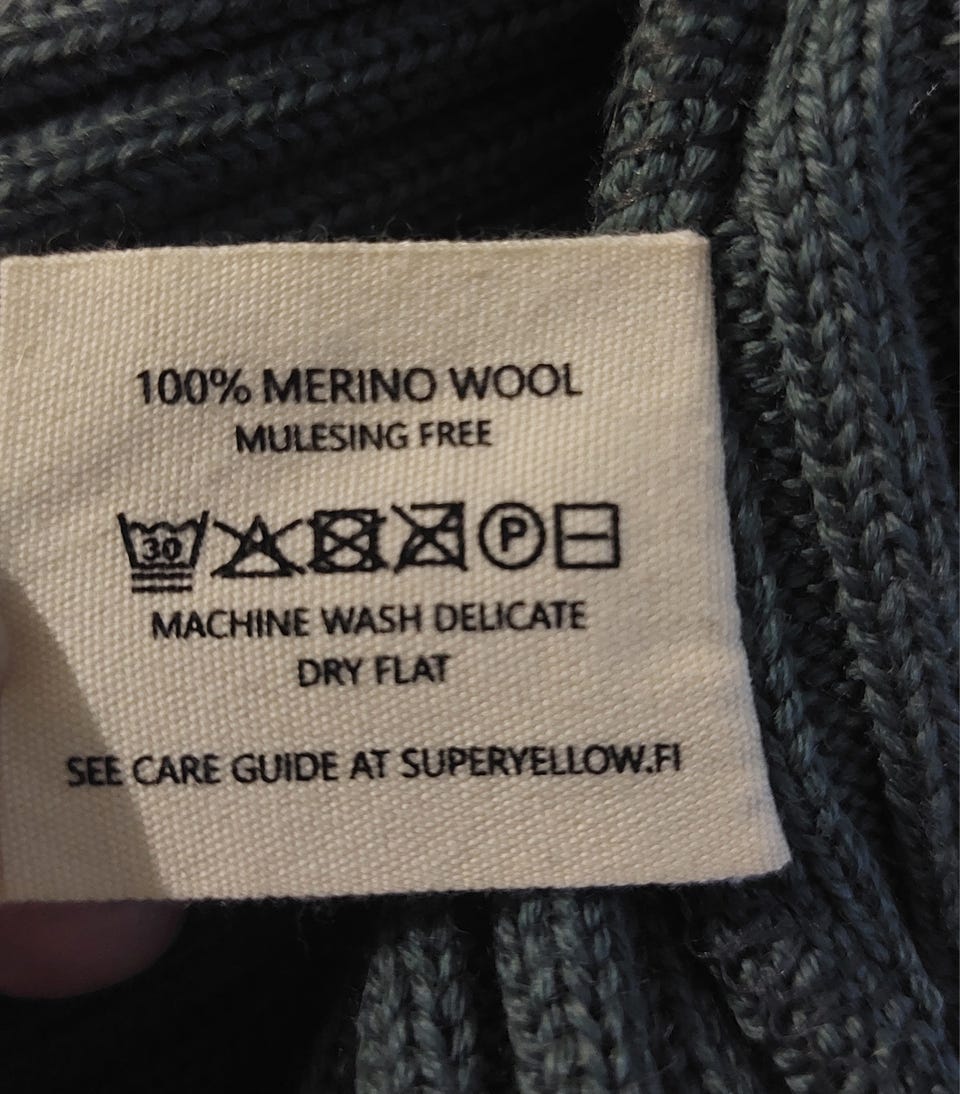 100% MERINO WOOL
MULESING FREE
30 P
MACHINE WASH DELICATE
DRY FLAT
SEE CARE GUIDE AT SUPERYELLOW.FI